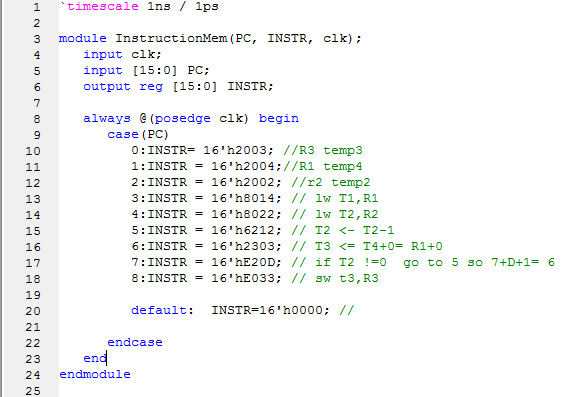 1 `timescale 1ns / 1ps
2
3 module InstructionMem(PC, INSTR, clk);
4 input clk;
5 input [15:0] PC;
6 output reg [15:0] INSTR;
7
8 always @(posedge clk) begin
9 case(PC)
10 0:INSTR= 16'h2003; //R3 temp3
11 1:INSTR = 16'h2004;//R1 temp4
12 2:INSTR = 16'h2002; //r2 temp2
13 3:INSTR = 16'h8014; // lw T1,R1
14 4:INSTR = 16'h8022; // lw T2,R2
15 5:INSTR = 16'h6212; // T2 <- T2-1
16 6:INSTR = 16'h2303; // T3 <= T4+0= R1+0
17 7:INSTR = 16'hE20D; // if T2 !=0 go to 5 so 7+D+1= 6
18 8:INSTR = 16'hE033; // sw t3,R3
19
20 default: INSTR=16'h0000; //
21
22 endcase
23 end
24 endmodule
25